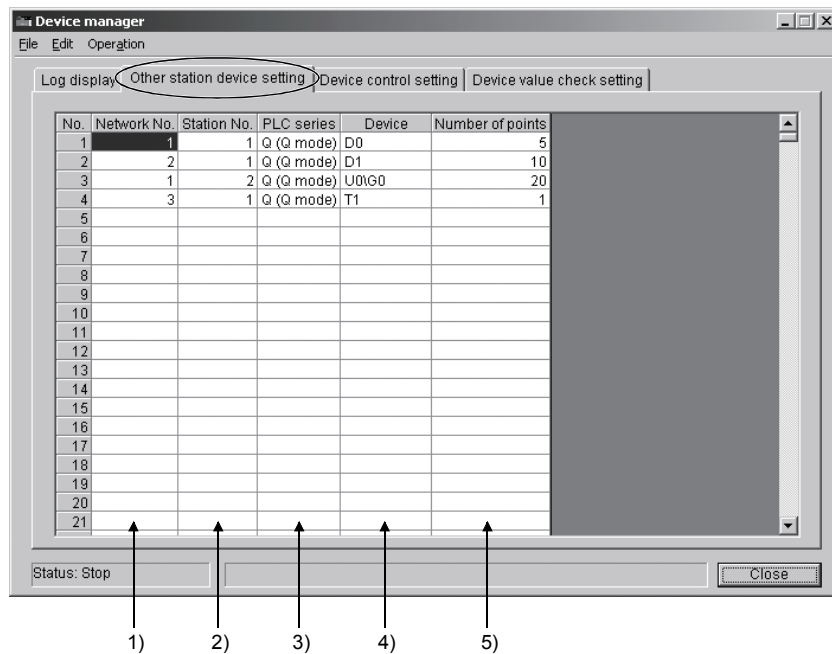 Device manager
File Edit Operation
Log display Other station device setting Device control setting Device value check setting
No. Network No. Station No. PLC series Device Number of points
1 1 1 Q (Q mode) D0 5
2 2 1 Q (Q mode) D1 10
3 1 2 Q (Q mode) U0\G0 20
4 3 1 Q (Q mode) T1 1
5
6
7
8
9
10
11
12
13
14
15
16
17
18
19
20
21
Status: Stop Close
1) 2) 3) 4) 5)